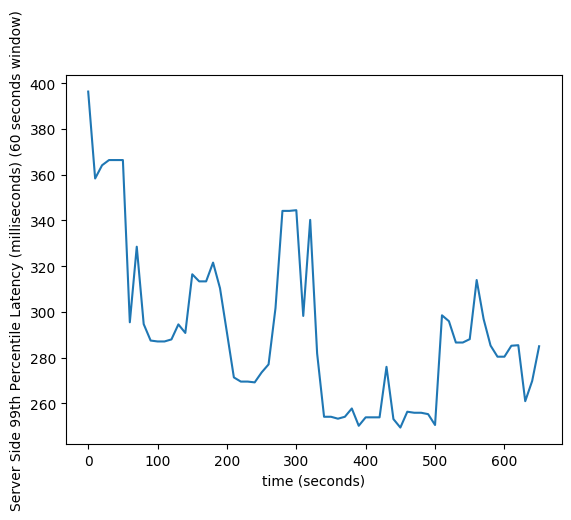 Server Side 99th Percentile Latency (milliseconds) (60 seconds window)
400
380
360
340
320
300
280
260
0 100 200 300 400 500 600
time (seconds)